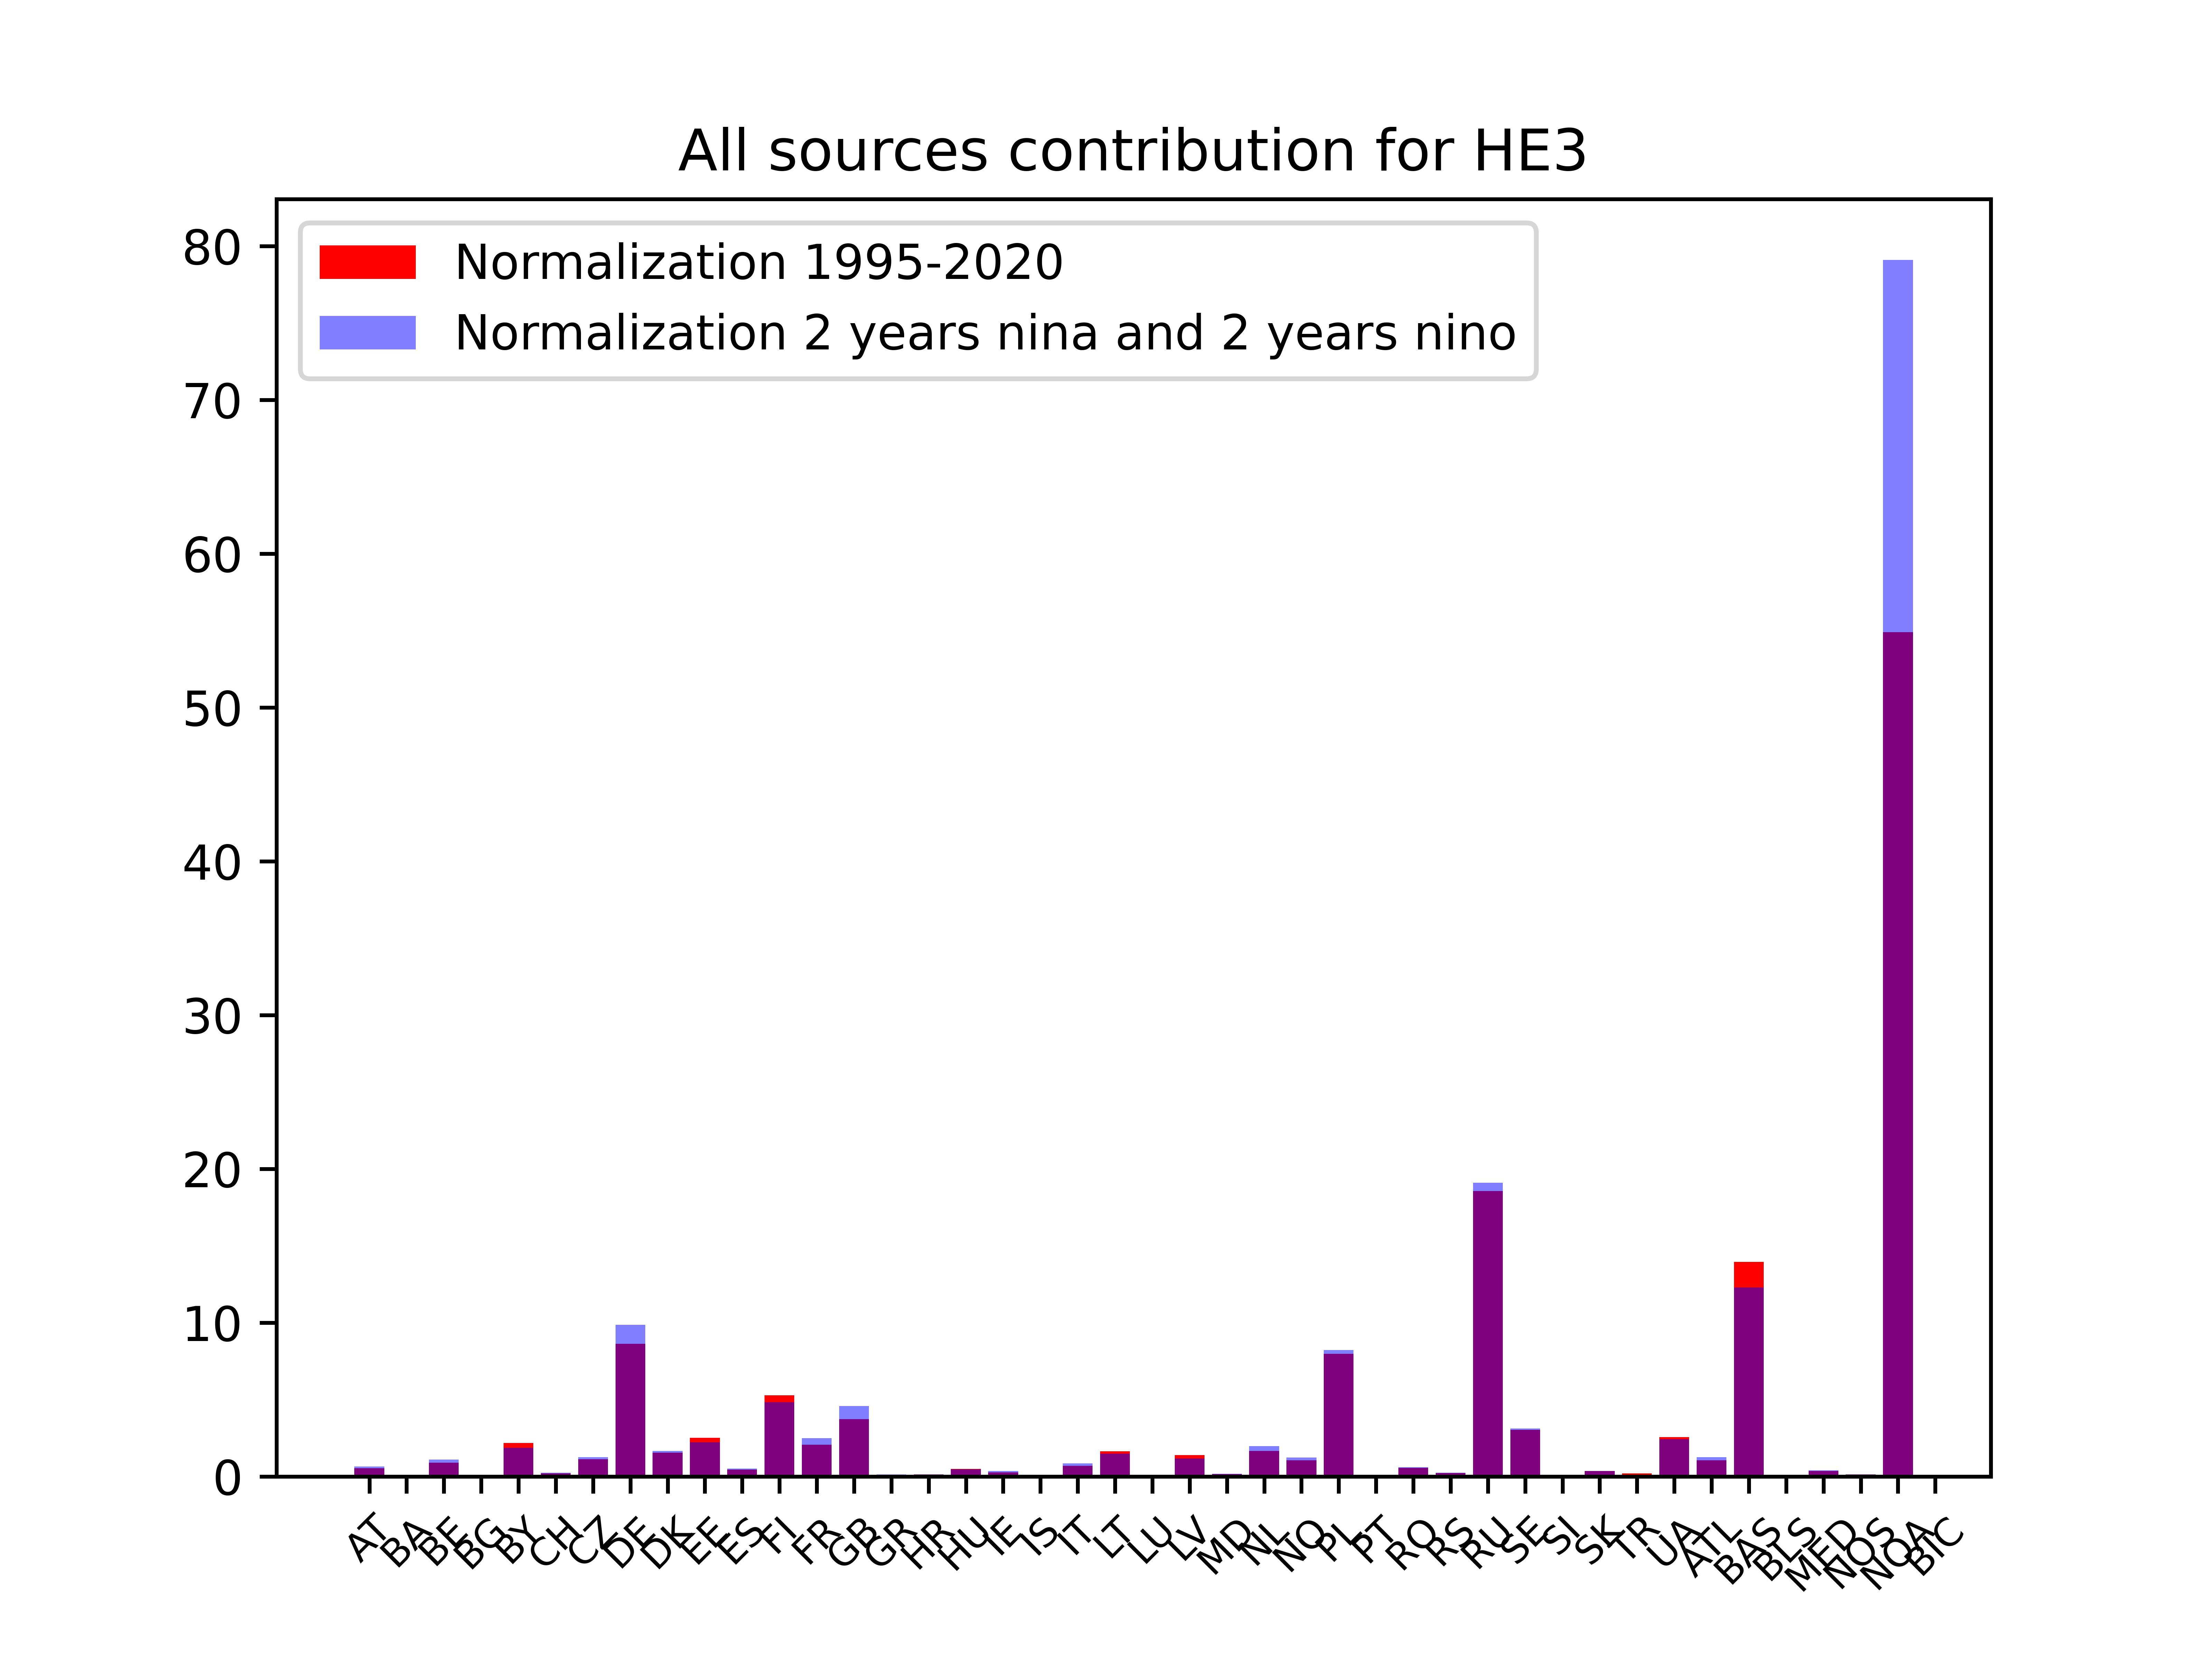 All sources contribution for HE3
80
70
60
50
40
30
20
10
0
Normalization 1995-2020
Normalization 2 years nina and 2 years nino
AT
BA
BE
BG
BY
CH
CZ
DE
DK
EE
ES
FI
FR
GB
GR
HR
HU
IE
IS
IT
LT
LU
LV
MD
NL
NO
PL
PT
RO
RS
RU
SE
SI
SK
TR
UA
ATL
BAS
BLS
MED
NOS
NOA
BIC